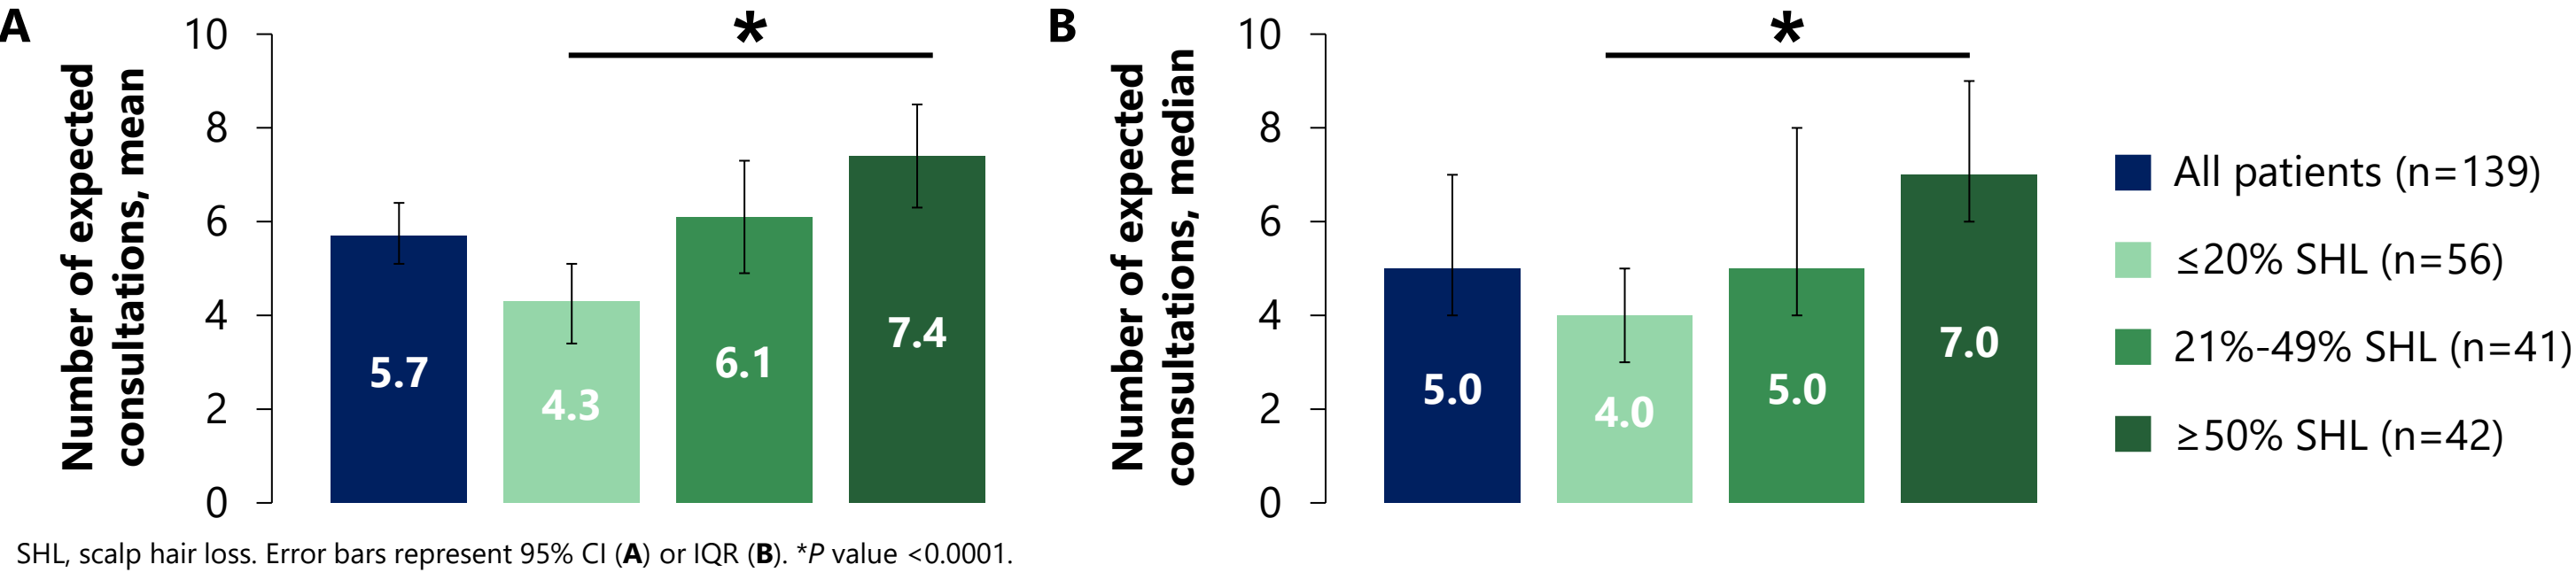 A
Number of expected
consultations, mean
10
8
6
4
2
0
*
5.7
4.3
6.1
7.4
B
Number of expected
consultations, median
10
8
6
4
2
0
*
5.0
4.0
5.0
7.0
All patients (n=139)
≤20% SHL (n=56)
21%-49% SHL (n=41)
≥50% SHL (n=42)
SHL, scalp hair loss. Error bars represent 95% CI (A) or IQR (B). *P value <0.0001.